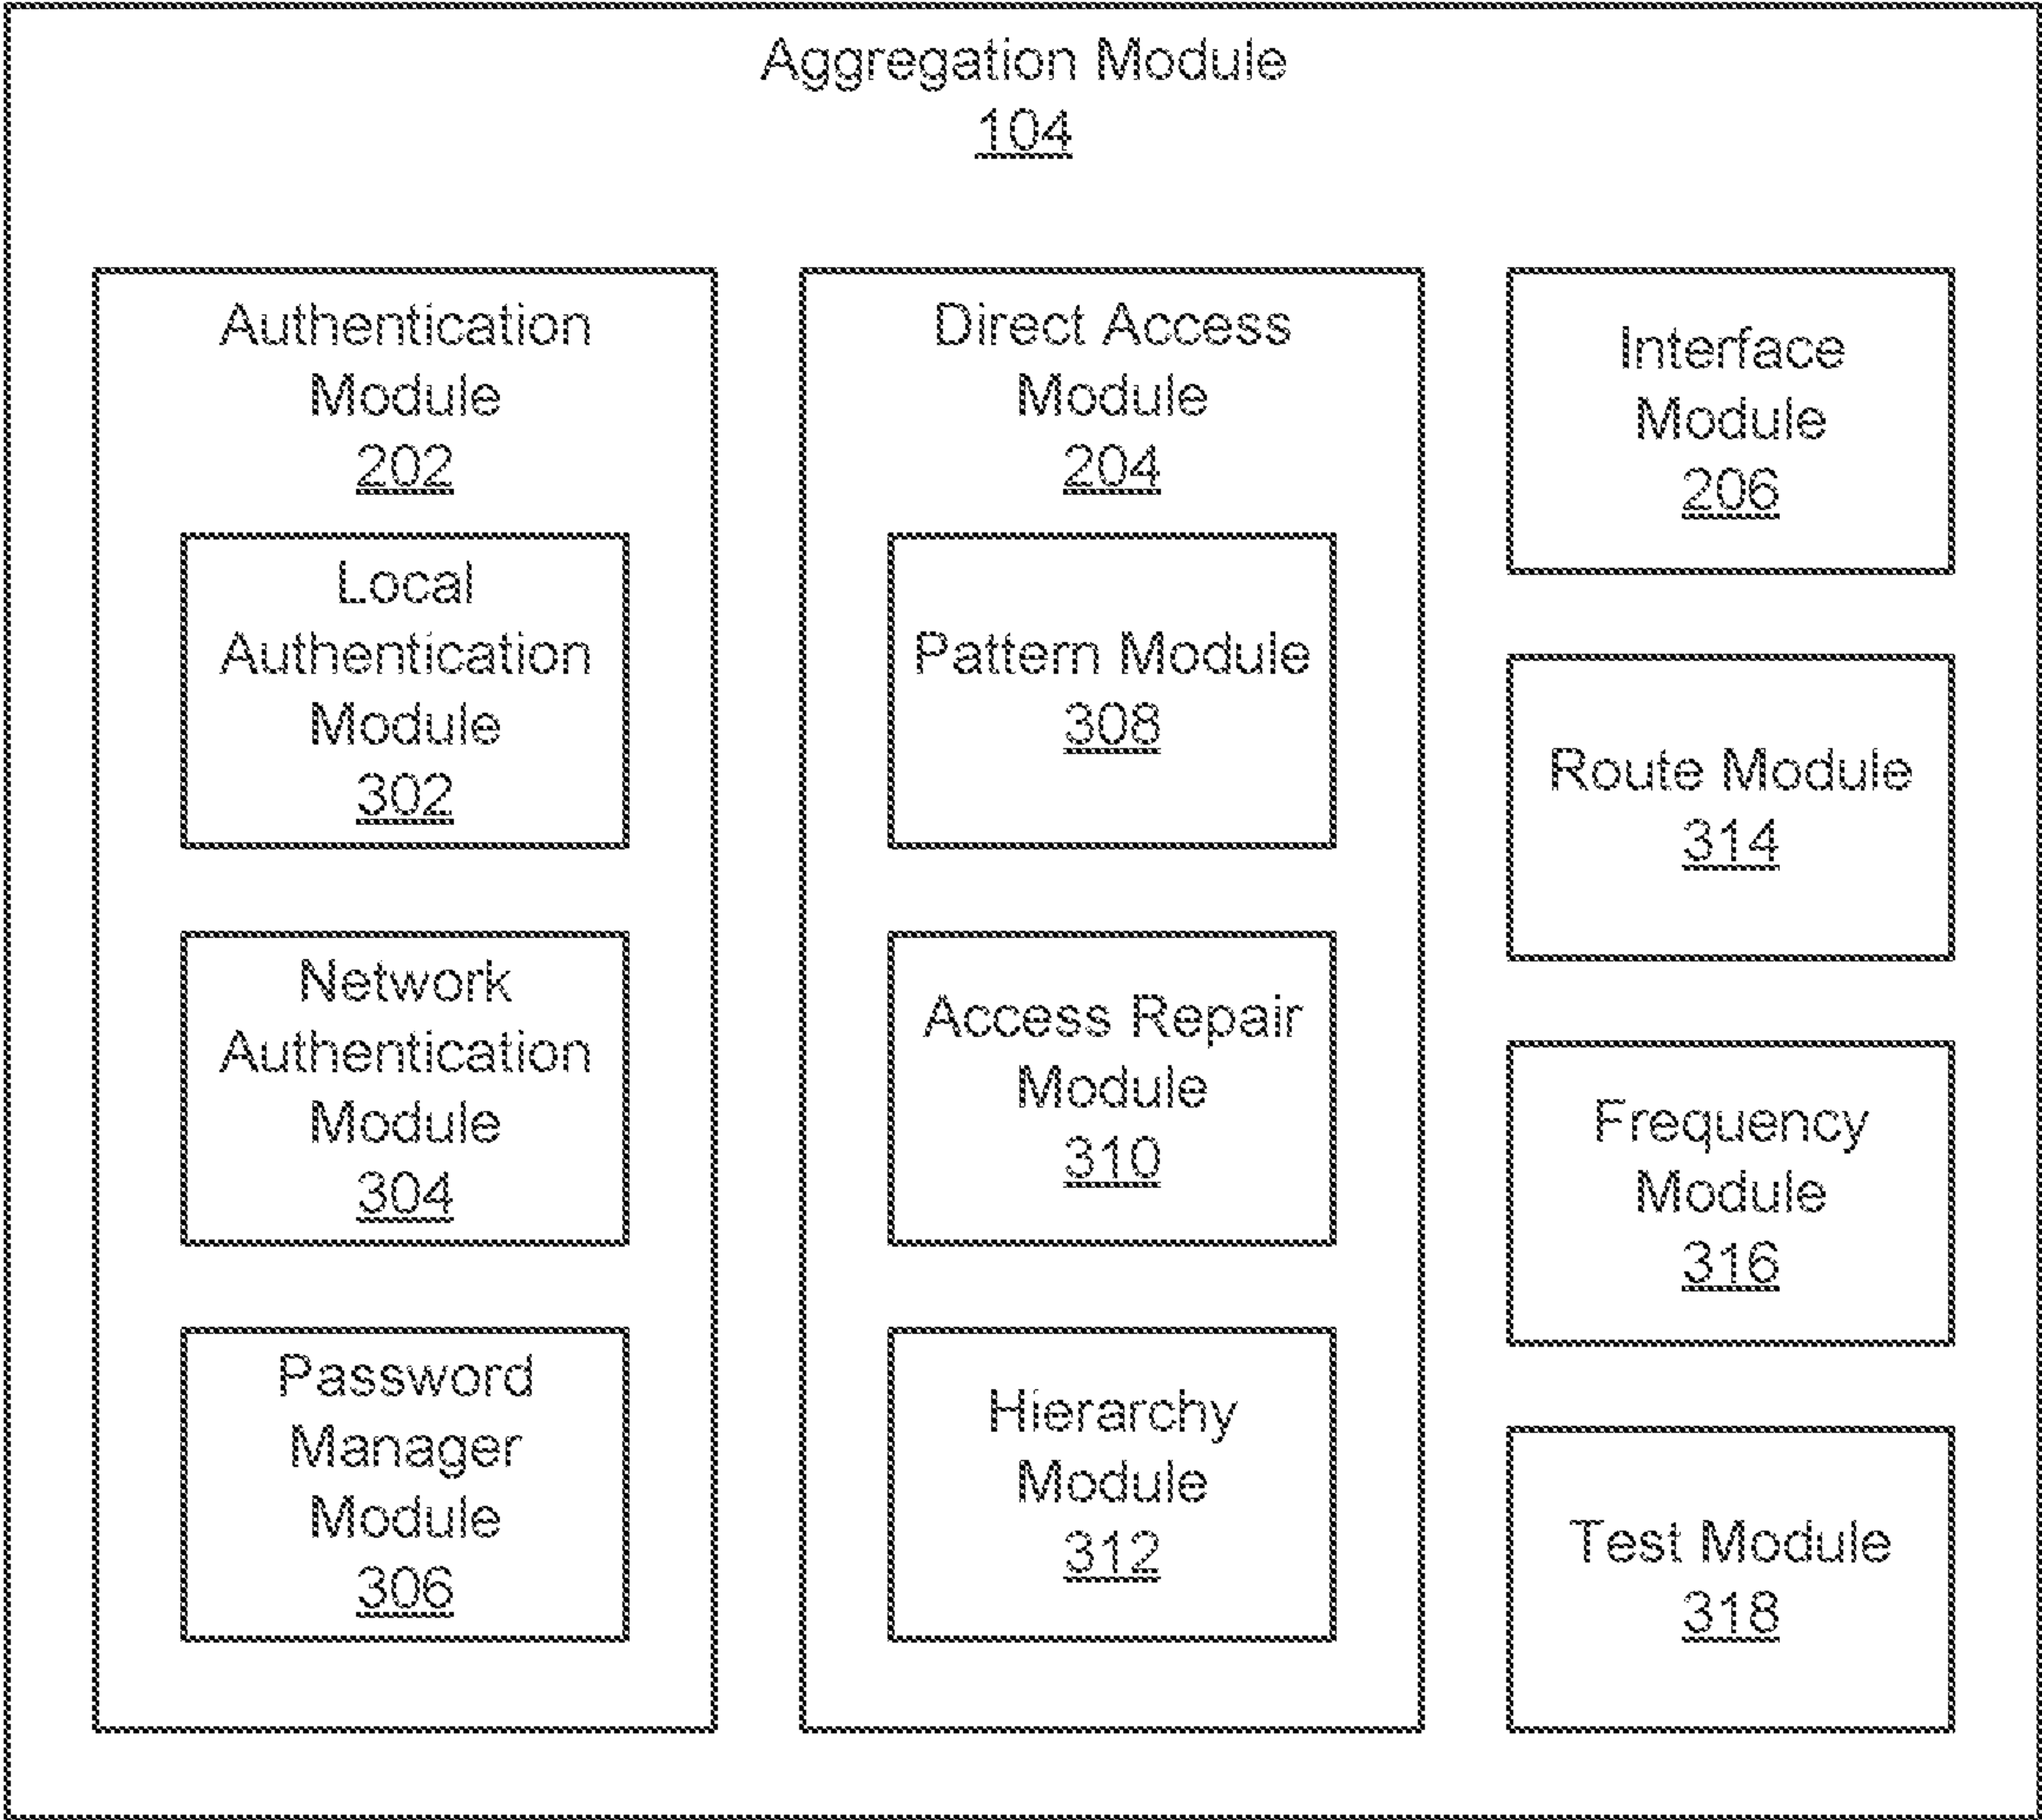 Aggregation Module
104
Authentication
Module
202
Local
Authentication
Module
302
Network
Authentication
Module
304
Password
Manager
Module
306
Direct Access
Module
204
Pattern Module
308
Access Repair
Module
310
Hierarchy
Module
312
Interface
Module
206
Route Module
314
Frequency
Module
316
Test Module
318